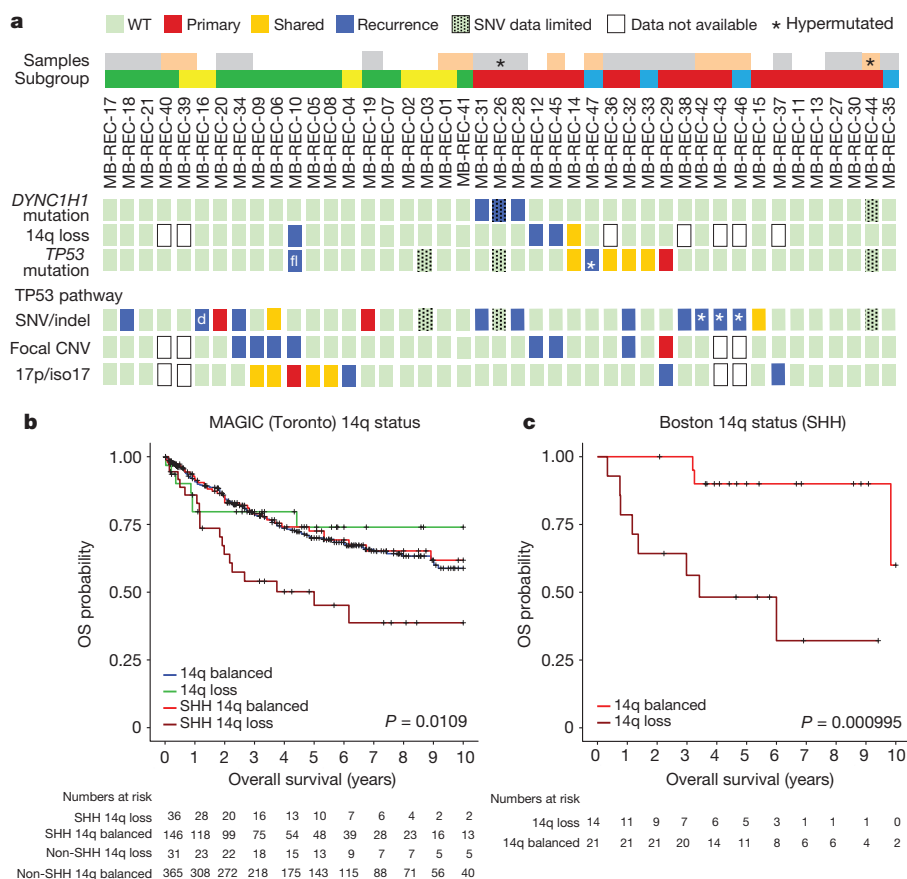 a
WT Primary Shared Recurrence SNV data limited Data not available * Hypermutated
Samples * *
Subgroup
MB-REC-17 MB-REC-18 MB-REC-21 MB-REC-40 MB-REC-39 MB-REC-16 MB-REC-20 MB-REC-34 MB-REC-09 MB-REC-06 MB-REC-10 MB-REC-05 MB-REC-08 MB-REC-04 MB-REC-19 MB-REC-07 MB-REC-02 MB-REC-03 MB-REC-01 MB-REC-41 MB-REC-31 MB-REC-26 MB-REC-28 MB-REC-12 MB-REC-45 MB-REC-14 MB-REC-47 MB-REC-36 MB-REC-32 MB-REC-33 MB-REC-29 MB-REC-38 MB-REC-42 MB-REC-43 MB-REC-46 MB-REC-15 MB-REC-37 MB-REC-11 MB-REC-13 MB-REC-27 MB-REC-30 MB-REC-44 MB-REC-35
DYNC1H1
mutation
14q loss
TP53
mutation fl *
TP53 pathway
SNV/indel d * * *
Focal CNV
17p/iso17
b
MAGIC (Toronto) 14q status
OS probability
1.00
0.75
0.50
0.25
0
14q balanced
14q loss
SHH 14q balanced
SHH 14q loss
P = 0.0109
0 1 2 3 4 5 6 7 8 9 10
Overall survival (years)
Numbers at risk
SHH 14q loss 36 28 20 16 13 10 7 6 4 2 2
SHH 14q balanced 146 118 99 75 54 48 39 28 23 16 13
Non-SHH 14q loss 31 23 22 18 15 13 9 7 7 5 5
Non-SHH 14q balanced 365 308 272 218 175 143 115 88 71 56 40
c
Boston 14q status (SHH)
OS probability
1.00
0.75
0.50
0.25
0
14q balanced
14q loss
P = 0.000995
0 1 2 3 4 5 6 7 8 9 10
Overall survival (years)
Numbers at risk
14q loss 14 11 9 7 6 5 3 1 1 1 0
14q balanced 21 21 21 20 14 11 8 6 6 4 2